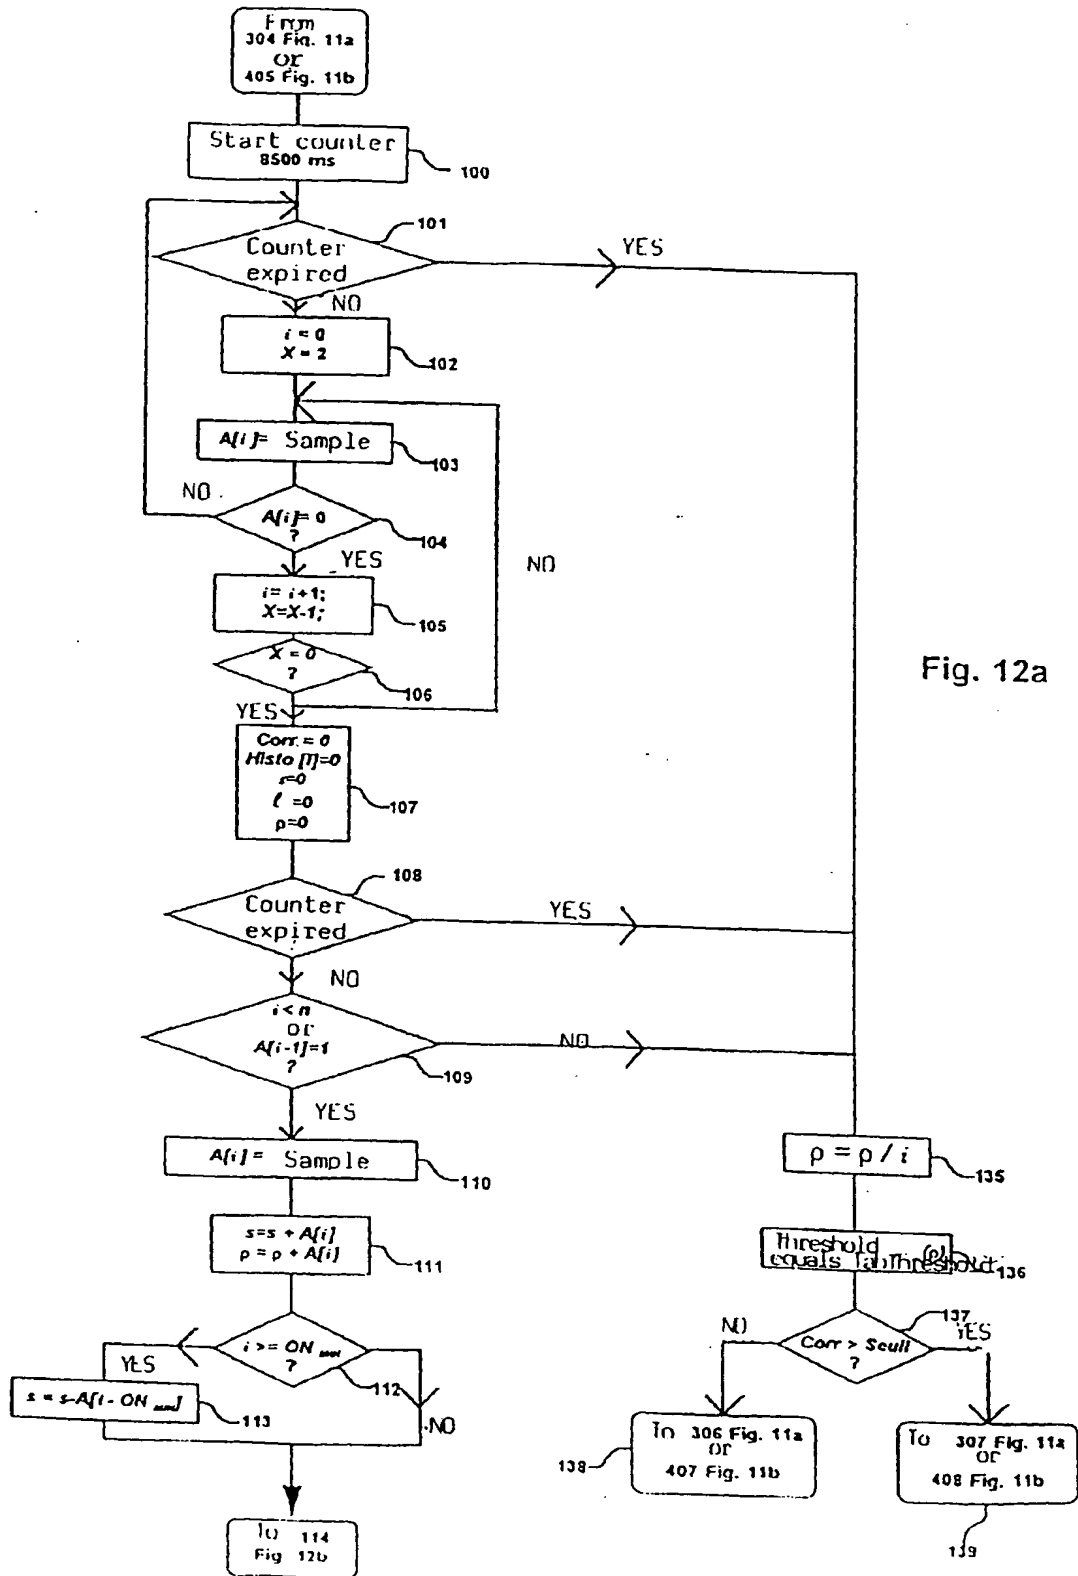 From
304 Fig. 11a
or
405 Fig. 11b
Start counter
8500 ms
100
101
Counter
expired
YES
NO
i = 0
X = 2
102
A[i]= Sample
103
NO
A[i]= 0
?
104
YES
NO
i= i+1;
X=X-1;
105
X = 0
?
106
YES
Fig. 12a
Corr. = 0
Histo [T]=0
s=0
ℓ =0
ρ=0
107
108
Counter
expired
YES
NO
i < n
or
A[i-1]=1
?
109
NO
YES
A[i]= Sample
110
ρ = ρ / i
135
s=s + A[i]
ρ = ρ + A[i]
111
Threshold
equals TabThreshold
136
137
NO
Corr > Seuil
?
YES
i >= ON
?
112
YES
NO
s = s-A[i - ON ]
113
To 306 Fig. 11a
or
407 Fig. 11b
138
To 307 Fig. 11a
or
408 Fig. 11b
139
To 114
Fig 12b